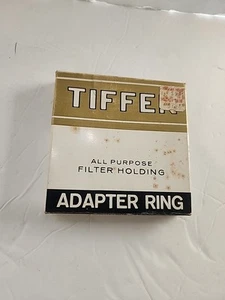 TIFFEN
ALL PURPOSE
FILTER HOLDING
ADAPTER RING